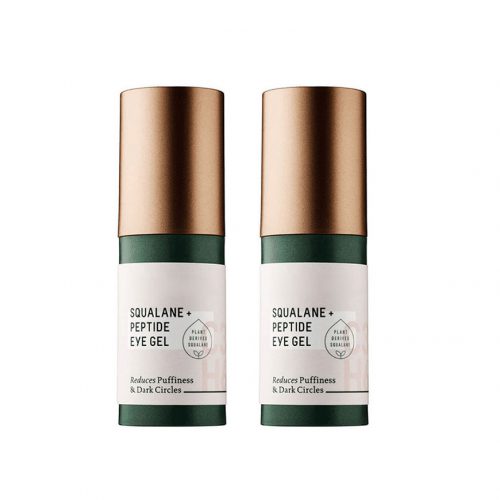 SQUALANE +
PEPTIDE
EYE GEL
PLANT
DERIVED
SQUALANE
Reduces Puffiness
& Dark Circles
SQUALANE +
PEPTIDE
EYE GEL
PLANT
DERIVED
SQUALANE
Reduces Puffiness
& Dark Circles